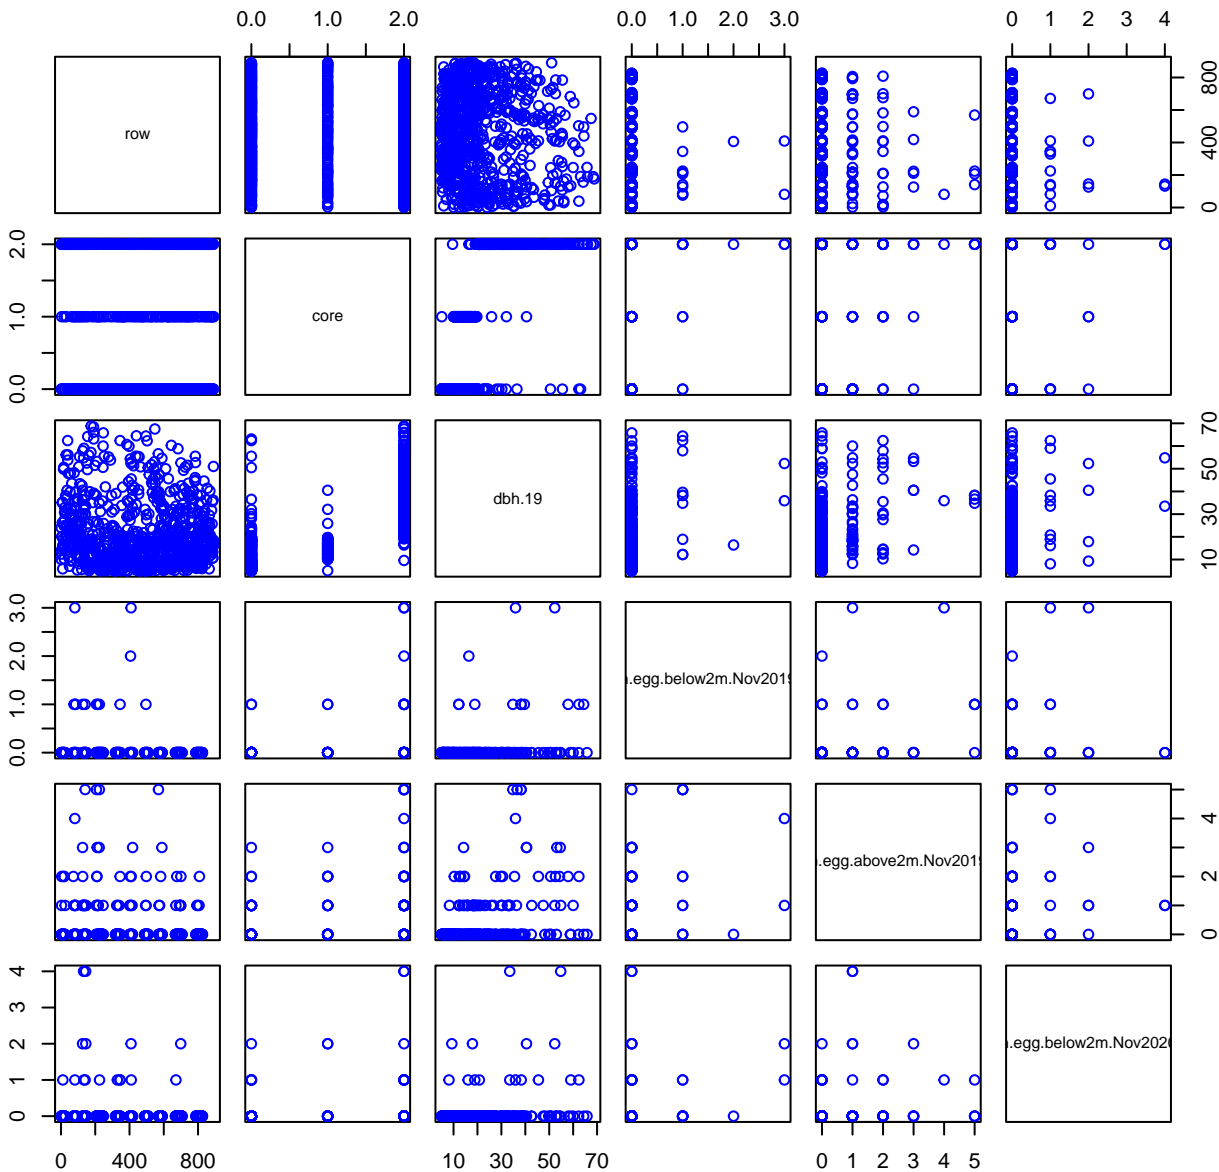 0.0 1.0 2.0 0.0 1.0 2.0 3.0 0 1 2 3 4
row 0 400 800
0.0 1.0 2.0 core
dbh.19 10 30 50 70
0.0 1.0 2.0 3.0 .egg.below2m.Nov2019
.egg.above2m.Nov2019 0 2 4
0 1 2 3 4 .egg.below2m.Nov2020
0 400 800 10 30 50 70 0 1 2 3 4 5